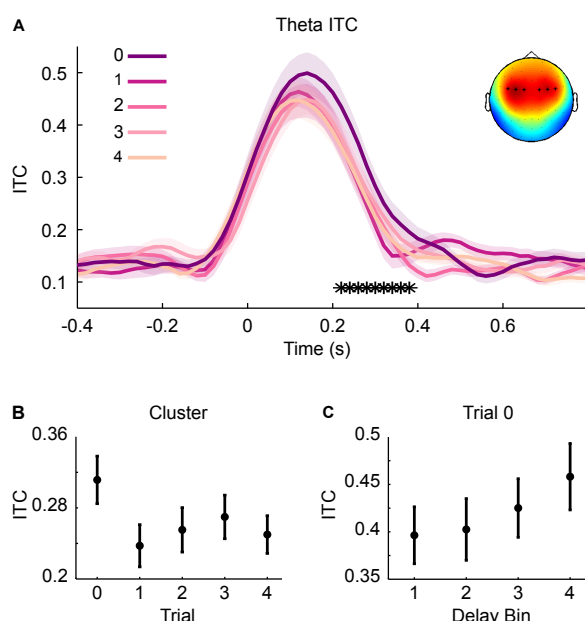 A
Theta ITC
0
1
2
3
4
0.5
0.4
0.3
0.2
0.1
ITC
-0.4 -0.2 0 0.2 0.4 0.6
Time (s)
B
Cluster
0.36
0.28
0.2
ITC
0 1 2 3 4
Trial
C
Trial 0
0.5
0.45
0.4
0.35
ITC
1 2 3 4
Delay Bin